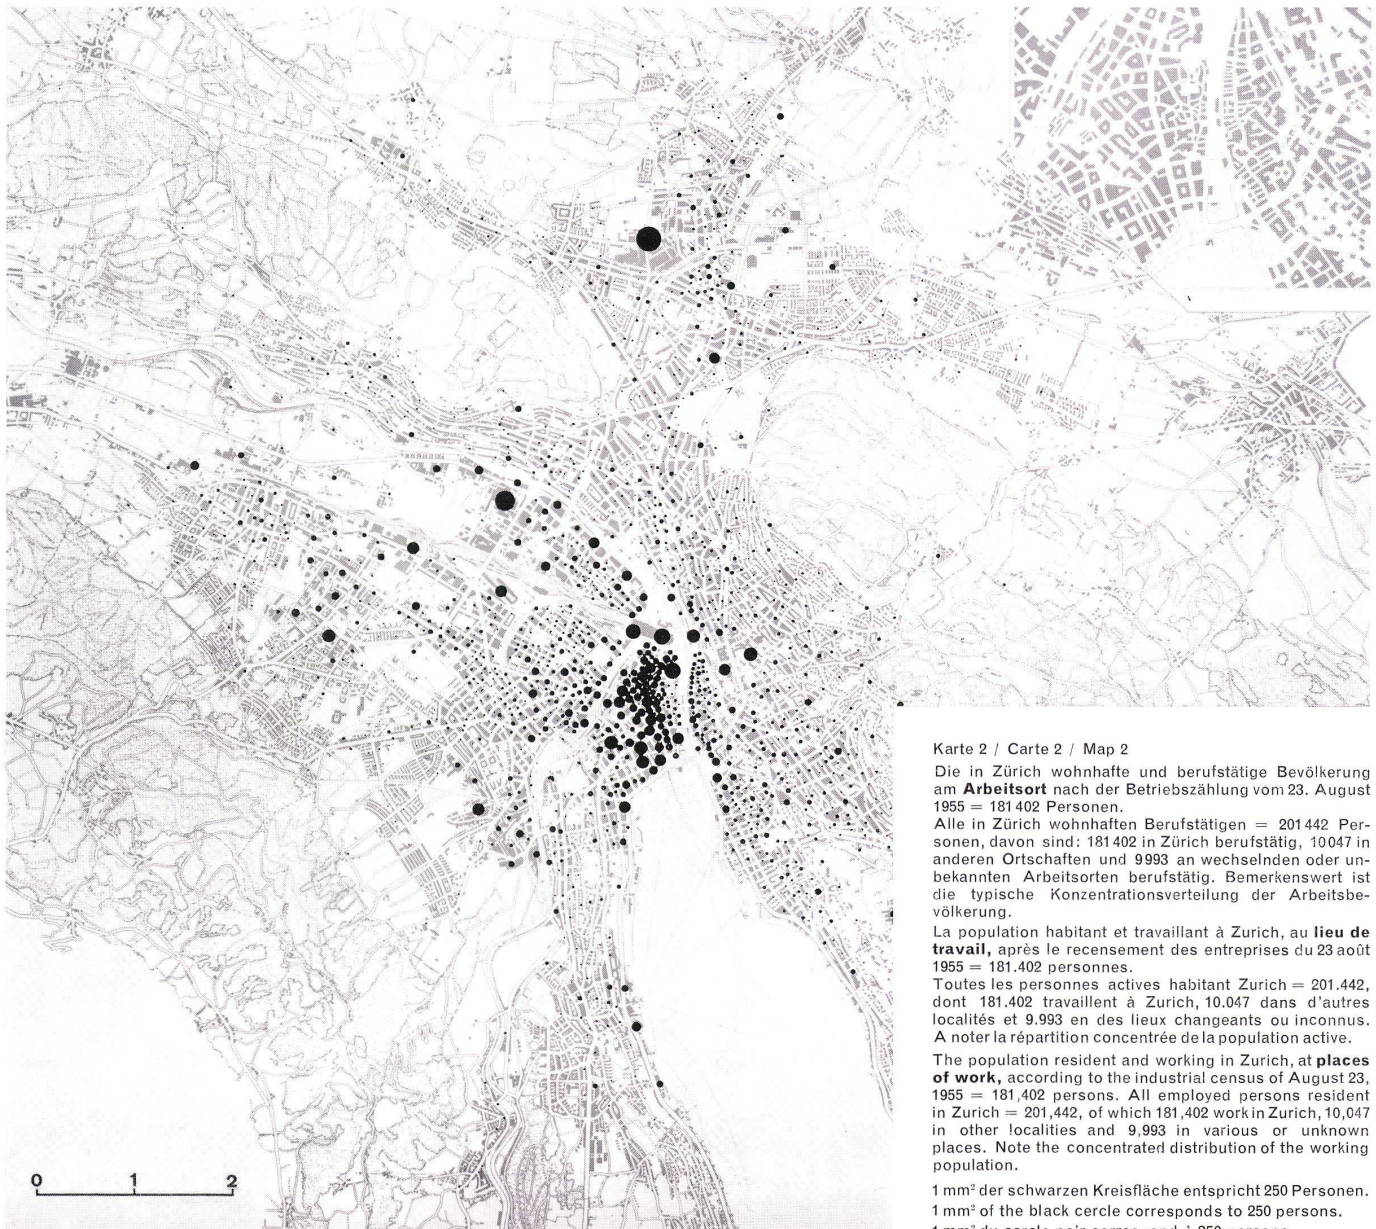 0 1 2
Karte 2 / Carte 2 / Map 2
Die in Zürich wohnhafte und berufstätige Bevölkerung
am Arbeitsort nach der Betriebszählung vom 23. August
1955 = 181 402 Personen.
Alle in Zürich wohnhaften Berufstätigen = 201 442 Per-
sonen, davon sind: 181 402 in Zürich berufstätig, 10 047 in
anderen Ortschaften und 9 993 an wechselnden oder un-
bekannten Arbeitsorten berufstätig. Bemerkenswert ist
die typische Konzentrationsverteilung der Arbeitsbe-
völkerung.
La population habitant et travaillant à Zurich, au lieu de
travail, après le recensement des entreprises du 23 août
1955 = 181.402 personnes.
Toutes les personnes actives habitant Zurich = 201.442,
dont 181.402 travaillent à Zurich, 10.047 dans d'autres
localités et 9.993 en des lieux changeants ou inconnus.
A noter la répartition concentrée de la population active.
The population resident and working in Zurich, at places
of work, according to the industrial census of August 23,
1955 = 181,402 persons. All employed persons resident
in Zurich = 201,442, of which 181,402 work in Zurich, 10,047
in other localities and 9,993 in various or unknown
places. Note the concentrated distribution of the working
population.
1 mm² der schwarzen Kreisfläche entspricht 250 Personen.
1 mm² of the black cercle corresponds to 250 persons.